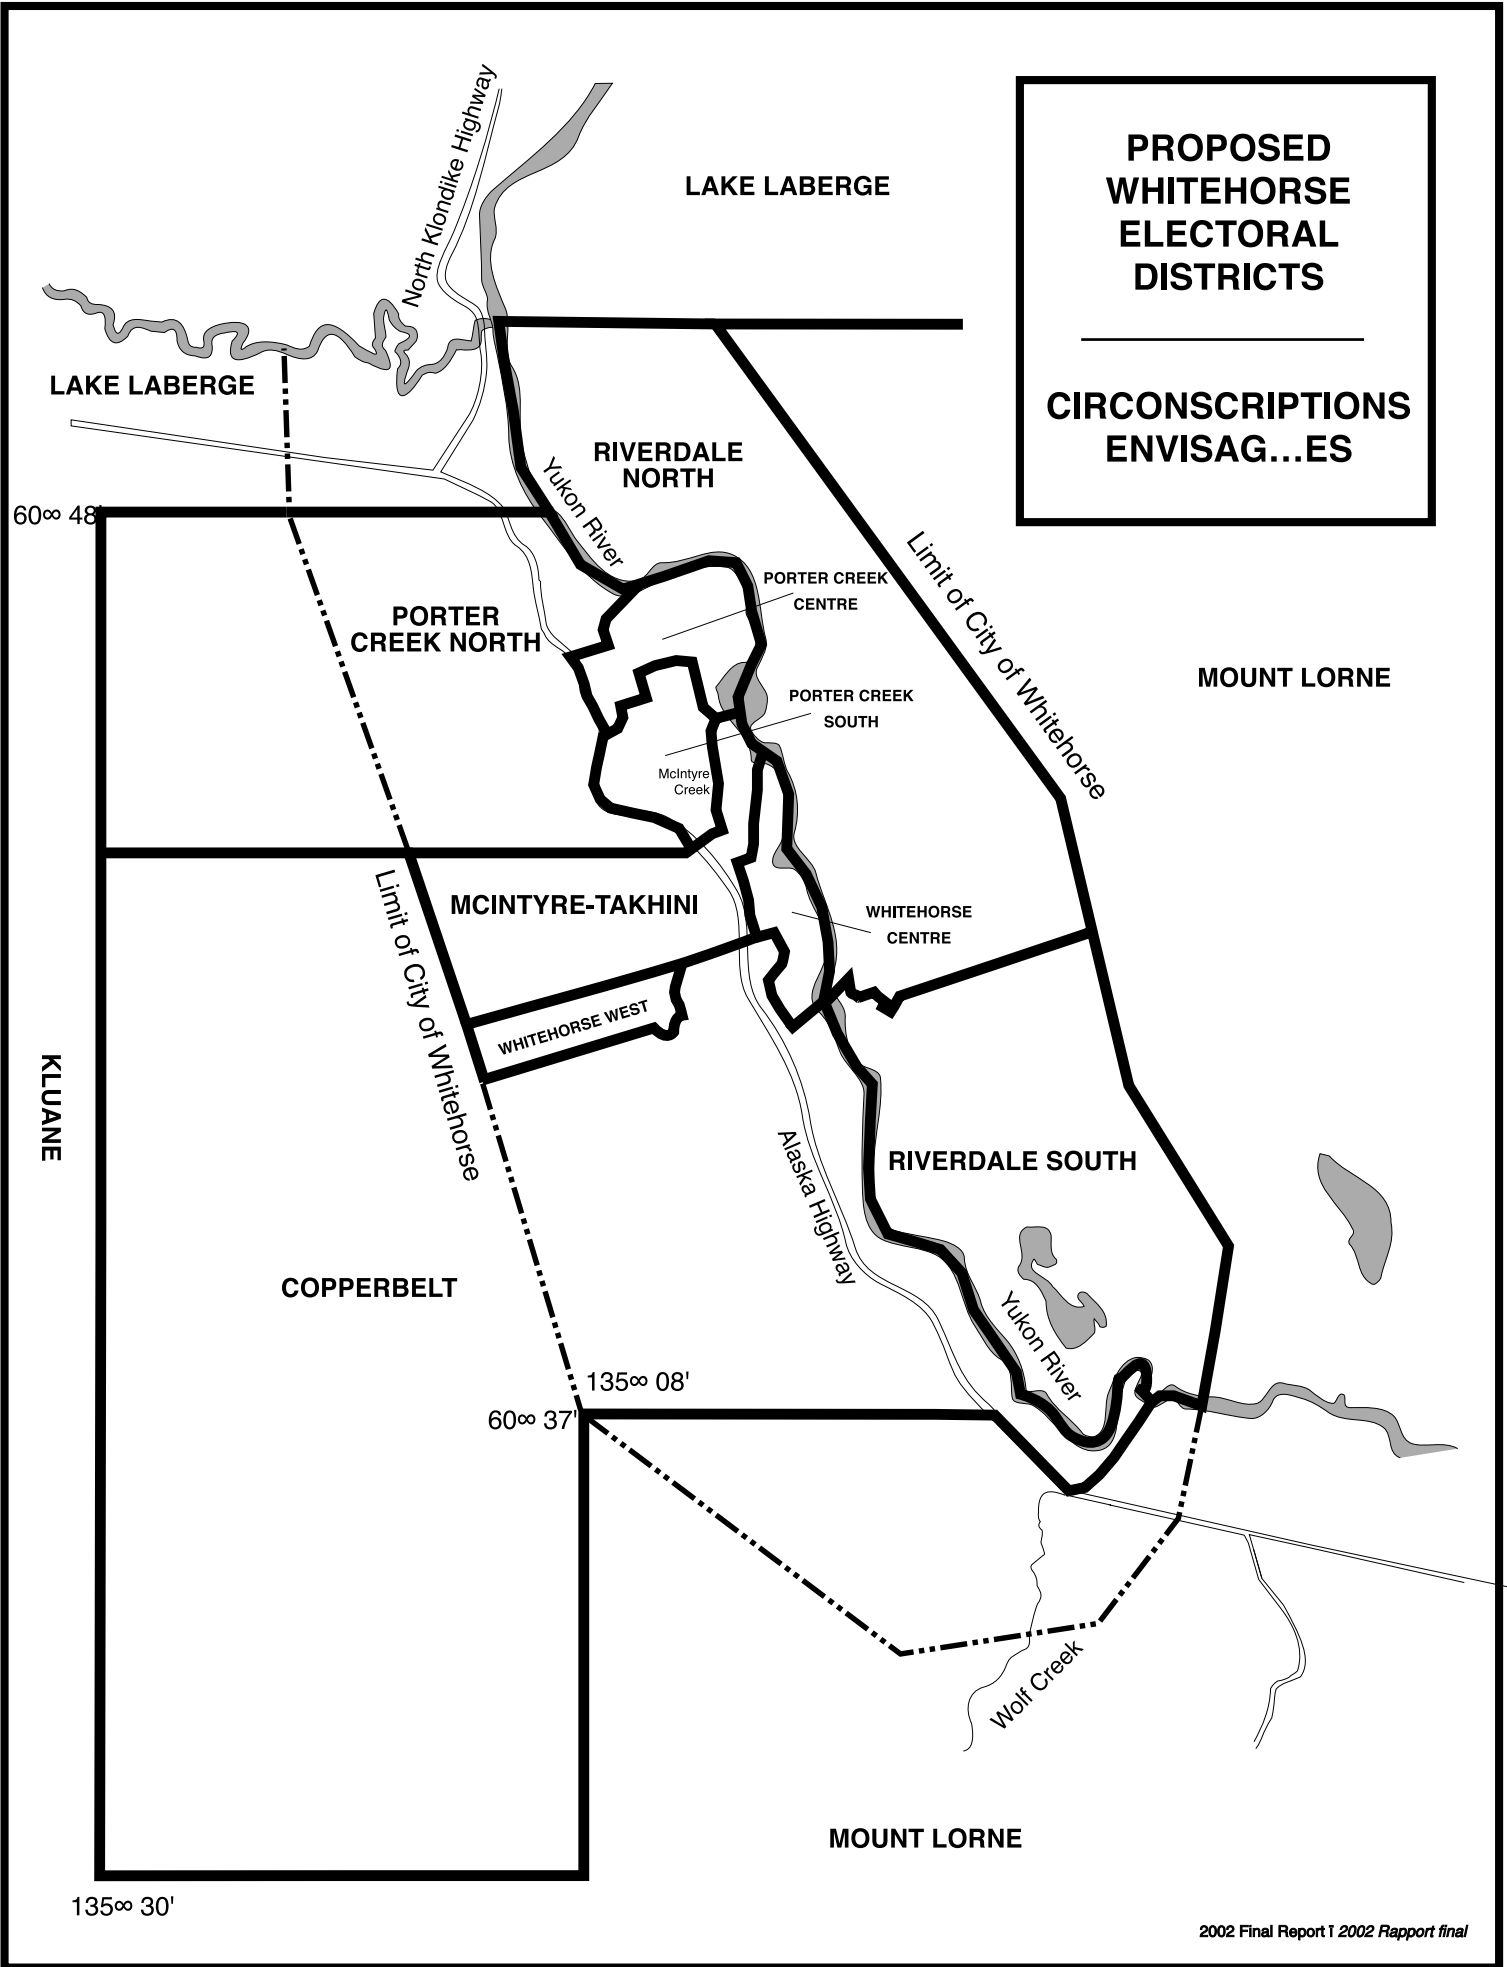 North Klondike Highway
LAKE LABERGE
PROPOSED
WHITEHORSE
ELECTORAL
DISTRICTS
CIRCONSCRIPTIONS
ENVISAG...ES
LAKE LABERGE
RIVERDALE
NORTH
Yukon River
60∞ 48'
Limit of City of Whitehorse
PORTER CREEK
CENTRE
PORTER
CREEK NORTH
MOUNT LORNE
PORTER CREEK
SOUTH
McIntyre
Creek
Limit of City of Whitehorse
MCINTYRE-TAKHINI
WHITEHORSE
CENTRE
WHITEHORSE WEST
KLUANE
Alaska Highway
RIVERDALE SOUTH
COPPERBELT
Yukon River
135∞ 08'
60∞ 37'
Wolf Creek
MOUNT LORNE
135∞ 30'
2002 Final Report ï 2002 Rapport final